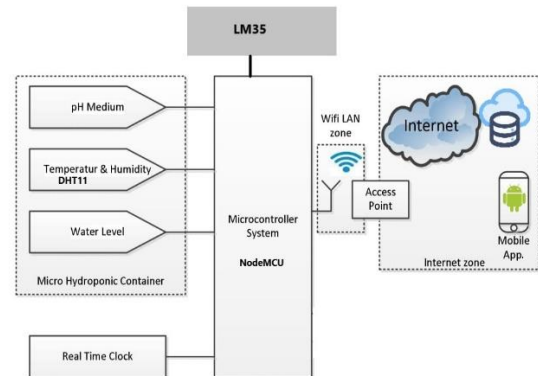 LM35
pH Medium
Temperatur & Humidity
DHT11
Water Level
Micro Hydroponic Container
Real Time Clock
Microcontroller
System
NodeMCU
Wifi LAN
zone
Access
Point
Internet
Mobile
App.
Internet zone